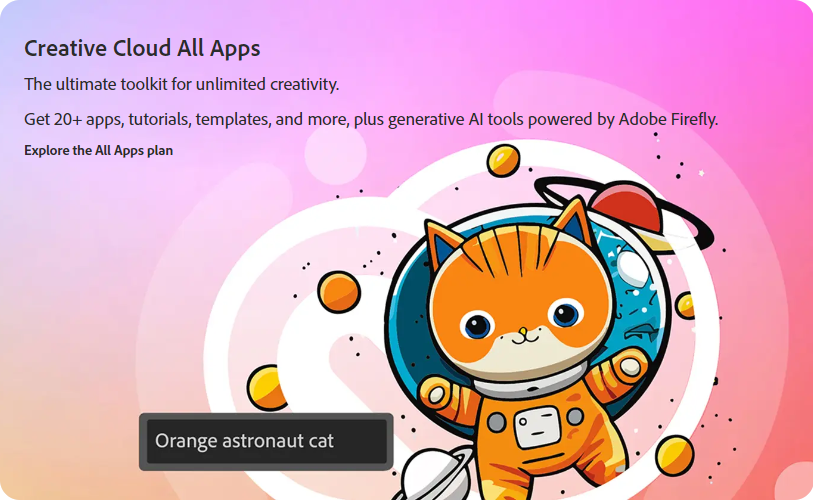 Creative Cloud All Apps
The ultimate toolkit for unlimited creativity.
Get 20+ apps, tutorials, templates, and more, plus generative AI tools powered by Adobe Firefly.
Explore the All Apps plan
Orange astronaut cat